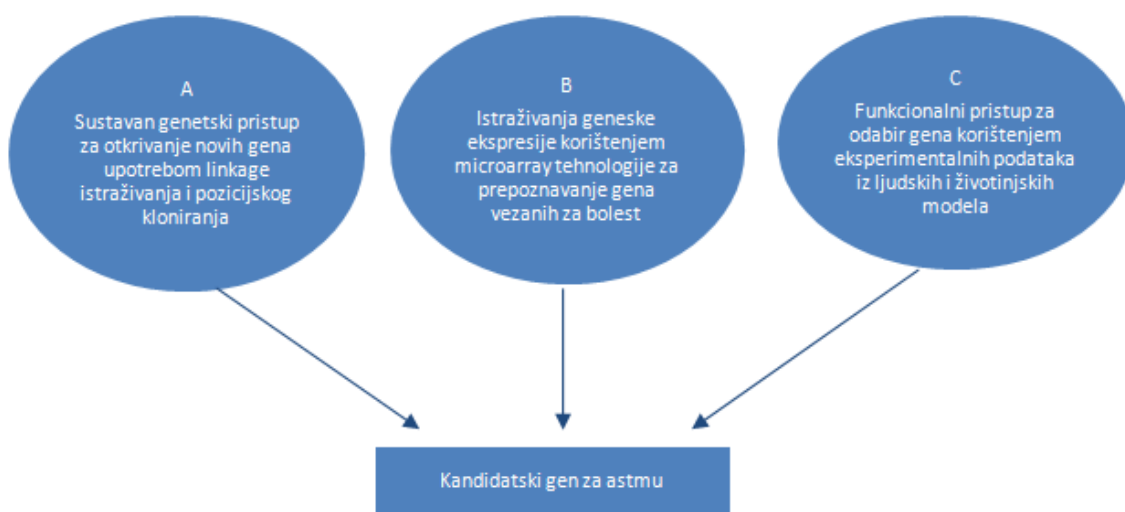 A
Sustavan genetski pristup
za otkrivanje novih gena
upotrebom linkage
istraživanja i pozicijskog
kloniranja
B
Istraživanja geneske
ekspresije korištenjem
microarray tehnologije za
prepoznavanje gena
vezanih za bolest
C
Funkcionalni pristup za
odabir gena korištenjem
eksperimentalnih podataka
iz ljudskih i životinjskih
modela
Kandidatski gen za astmu